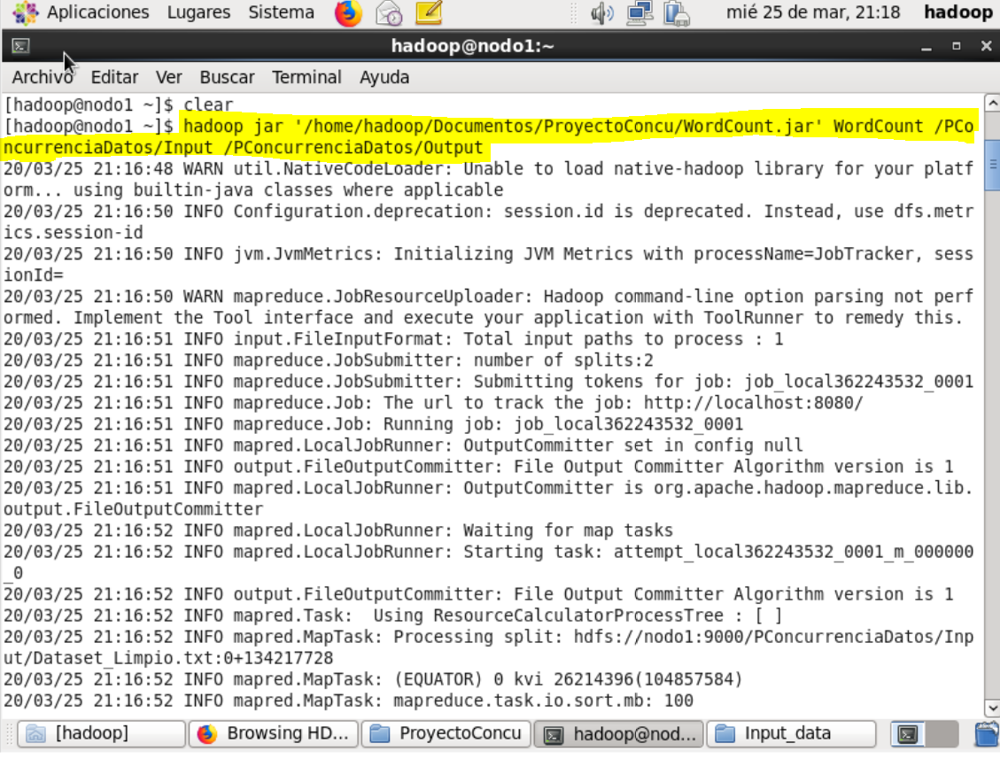 Aplicaciones Lugares Sistema mié 25 de mar, 21:18 hadoop
hadoop@nodo1:~
Archivo Editar Ver Buscar Terminal Ayuda
[hadoop@nodo1 ~]$ clear
[hadoop@nodo1 ~]$ hadoop jar '/home/hadoop/Documentos/ProyectoConcu/WordCount.jar' WordCount /PCo
ncurrenciaDatos/Input /PConcurrenciaDatos/Output
20/03/25 21:16:48 WARN util.NativeCodeLoader: Unable to load native-hadoop library for your platf
orm... using builtin-java classes where applicable
20/03/25 21:16:50 INFO Configuration.deprecation: session.id is deprecated. Instead, use dfs.metr
ics.session-id
20/03/25 21:16:50 INFO jvm.JvmMetrics: Initializing JVM Metrics with processName=JobTracker, sess
ionId=
20/03/25 21:16:50 WARN mapreduce.JobResourceUploader: Hadoop command-line option parsing not perf
ormed. Implement the Tool interface and execute your application with ToolRunner to remedy this.
20/03/25 21:16:51 INFO input.FileInputFormat: Total input paths to process : 1
20/03/25 21:16:51 INFO mapreduce.JobSubmitter: number of splits:2
20/03/25 21:16:51 INFO mapreduce.JobSubmitter: Submitting tokens for job: job_local362243532_0001
20/03/25 21:16:51 INFO mapreduce.Job: The url to track the job: http://localhost:8080/
20/03/25 21:16:51 INFO mapreduce.Job: Running job: job_local362243532_0001
20/03/25 21:16:51 INFO mapred.LocalJobRunner: OutputCommitter set in config null
20/03/25 21:16:51 INFO output.FileOutputCommitter: File Output Committer Algorithm version is 1
20/03/25 21:16:51 INFO mapred.LocalJobRunner: OutputCommitter is org.apache.hadoop.mapreduce.lib.
output.FileOutputCommitter
20/03/25 21:16:52 INFO mapred.LocalJobRunner: Waiting for map tasks
20/03/25 21:16:52 INFO mapred.LocalJobRunner: Starting task: attempt_local362243532_0001_m_000000
_0
20/03/25 21:16:52 INFO output.FileOutputCommitter: File Output Committer Algorithm version is 1
20/03/25 21:16:52 INFO mapred.Task:  Using ResourceCalculatorProcessTree : [ ]
20/03/25 21:16:52 INFO mapred.MapTask: Processing split: hdfs://nodo1:9000/PConcurrenciaDatos/Inp
ut/Dataset_Limpio.txt:0+134217728
20/03/25 21:16:52 INFO mapred.MapTask: (EQUATOR) 0 kvi 26214396(104857584)
20/03/25 21:16:52 INFO mapred.MapTask: mapreduce.task.io.sort.mb: 100
[hadoop] Browsing HD... ProyectoConcu hadoop@nod... Input_data